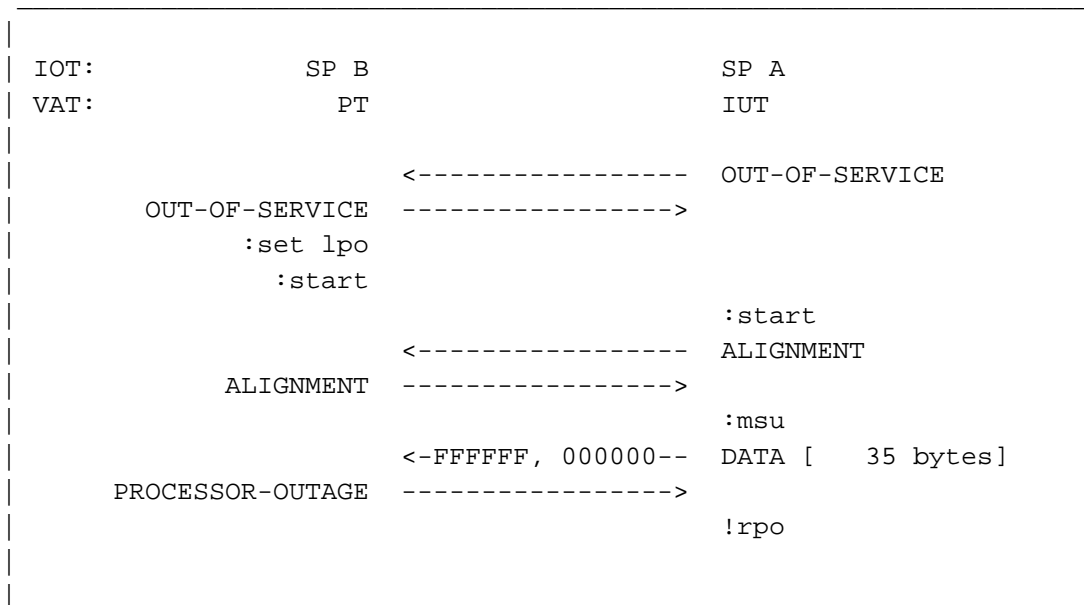 IOT: SP B SP A
VAT: PT IUT
<----------------- OUT-OF-SERVICE
OUT-OF-SERVICE ----------------->
:set lpo
:start
:start
<----------------- ALIGNMENT
ALIGNMENT ----------------->
:msu
<-FFFFFF, 000000-- DATA [ 35 bytes]
PROCESSOR-OUTAGE ----------------->
!rpo